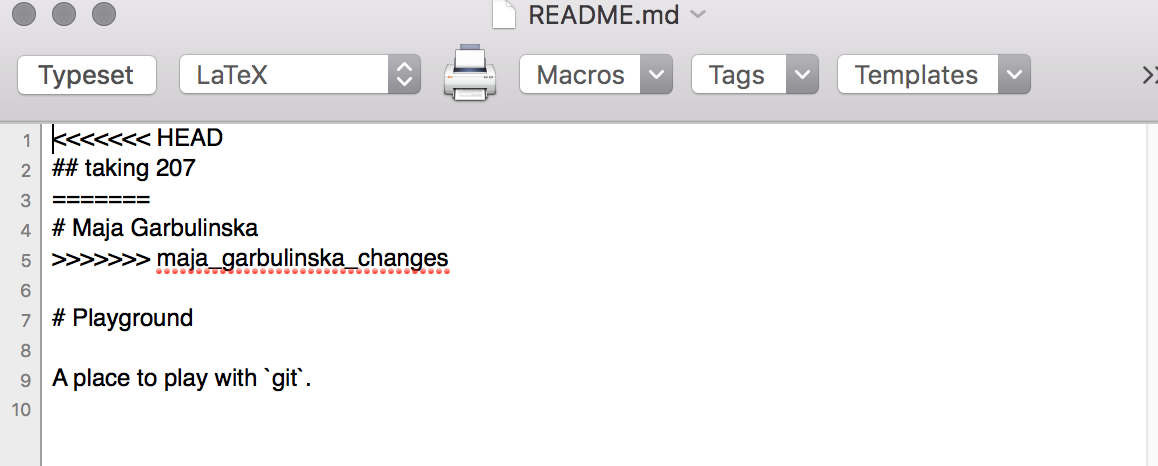 README.md
Typeset LaTeX Macros Tags Templates
1 <<<<<<< HEAD
2 ## taking 207
3 =======
4 # Maja Garbulinska
5 >>>>>>> maja_garbulinska_changes
6
7 # Playground
8
9 A place to play with `git`.
10